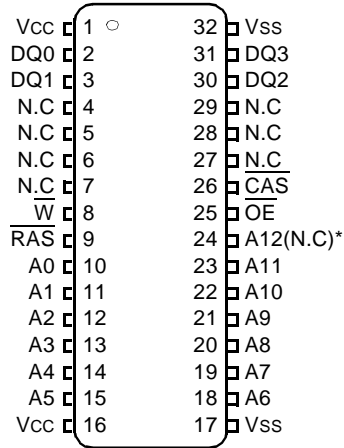 VCC 1 32 VSS
DQ0 2 31 DQ3
DQ1 3 30 DQ2
N.C 4 29 N.C
N.C 5 28 N.C
N.C 6 27 N.C
N.C 7 26 CAS
W 8 25 OE
RAS 9 24 A12(N.C)*
A0 10 23 A11
A1 11 22 A10
A2 12 21 A9
A3 13 20 A8
A4 14 19 A7
A5 15 18 A6
VCC 16 17 VSS